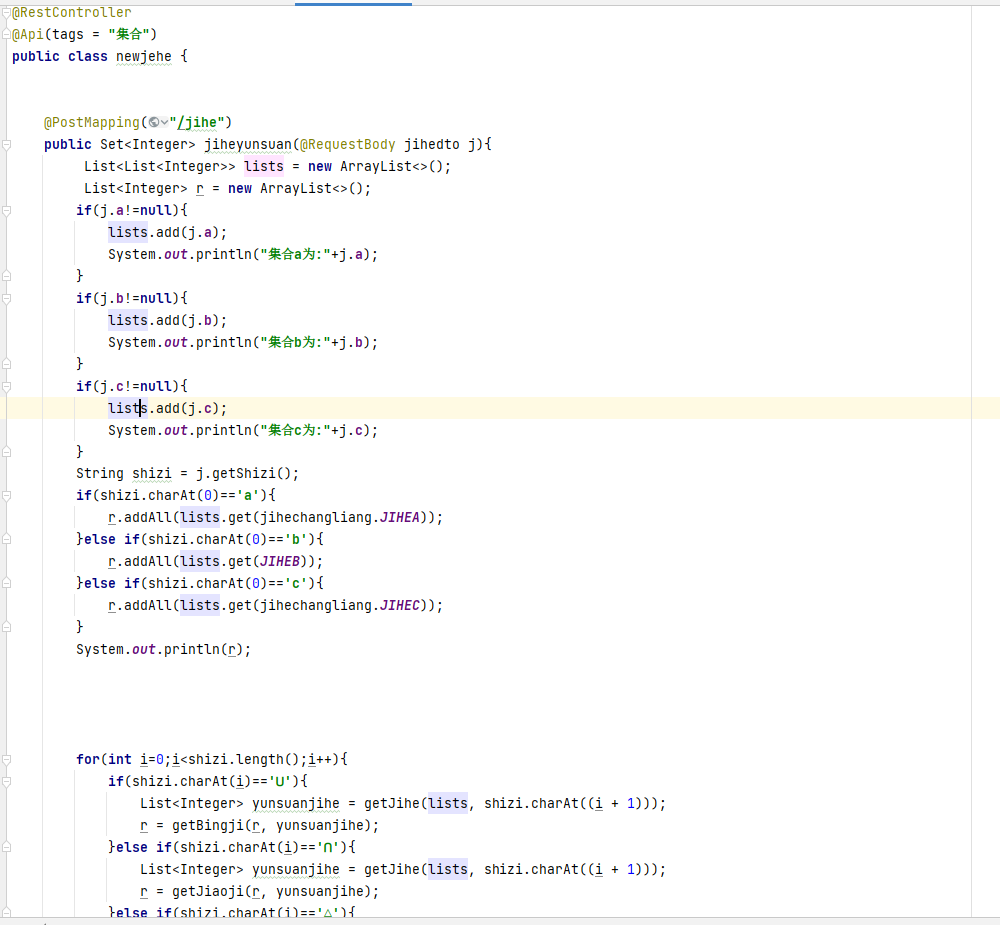 @RestController
@Api(tags = "集合")
public class newjehe {
@PostMapping("/jihe")
public Set<Integer> jiheyunsuan(@RequestBody jihedto j){
List<List<Integer>> lists = new ArrayList<>();
List<Integer> r = new ArrayList<>();
if(j.a!=null){
lists.add(j.a);
System.out.println("集合a为:"+j.a);
}
if(j.b!=null){
lists.add(j.b);
System.out.println("集合b为:"+j.b);
}
if(j.c!=null){
lists.add(j.c);
System.out.println("集合c为:"+j.c);
}
String shizi = j.getShizi();
if(shizi.charAt(0)=='a'){
r.addAll(lists.get(jihechangliang.JIHEA));
}else if(shizi.charAt(0)=='b'){
r.addAll(lists.get(JIHEB));
}else if(shizi.charAt(0)=='c'){
r.addAll(lists.get(jihechangliang.JIHEC));
}
System.out.println(r);
for(int i=0;i<shizi.length();i++){
if(shizi.charAt(i)=='∪'){
List<Integer> yunsuanjihe = getJihe(lists, shizi.charAt((i + 1)));
r = getBingji(r, yunsuanjihe);
}else if(shizi.charAt(i)=='∩'){
List<Integer> yunsuanjihe = getJihe(lists, shizi.charAt((i + 1)));
r = getJiaoji(r, yunsuanjihe);
}else if(shizi.charAt(i)=='△'){